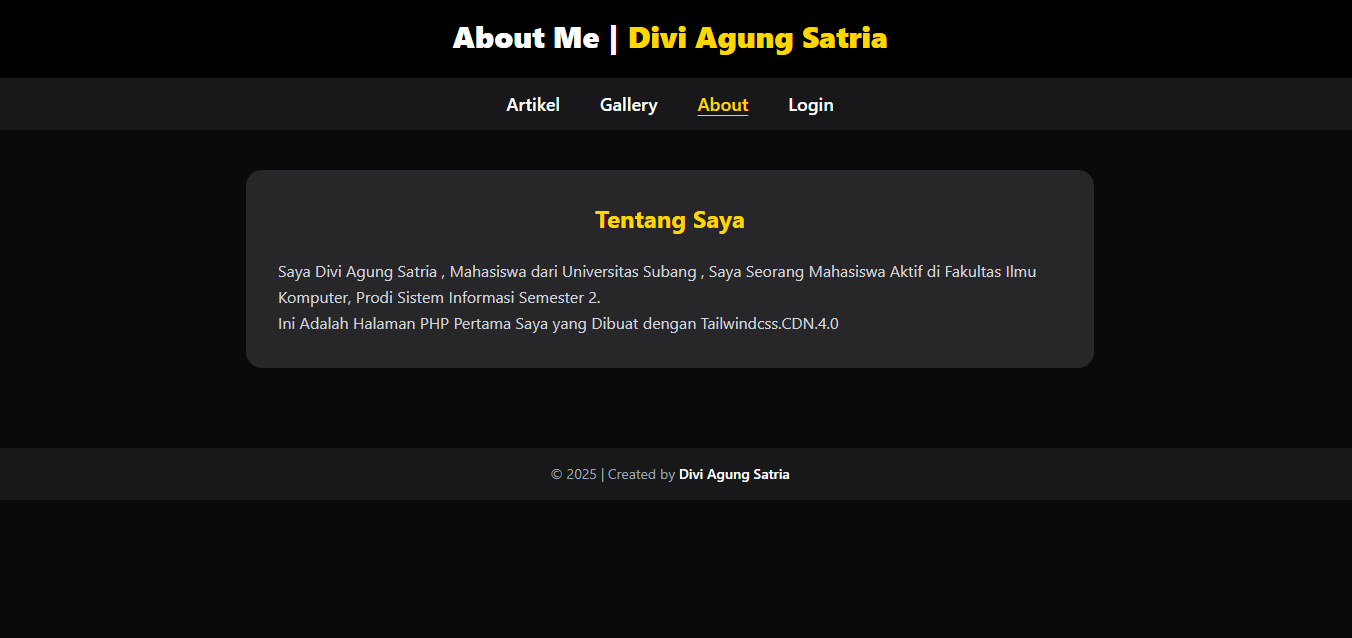 About Me | Divi Agung Satria
Artikel Gallery About Login
Tentang Saya
Saya Divi Agung Satria , Mahasiswa dari Universitas Subang , Saya Seorang Mahasiswa Aktif di Fakultas Ilmu
Komputer, Prodi Sistem Informasi Semester 2.
Ini Adalah Halaman PHP Pertama Saya yang Dibuat dengan Tailwindcss.CDN.4.0
© 2025 | Created by Divi Agung Satria